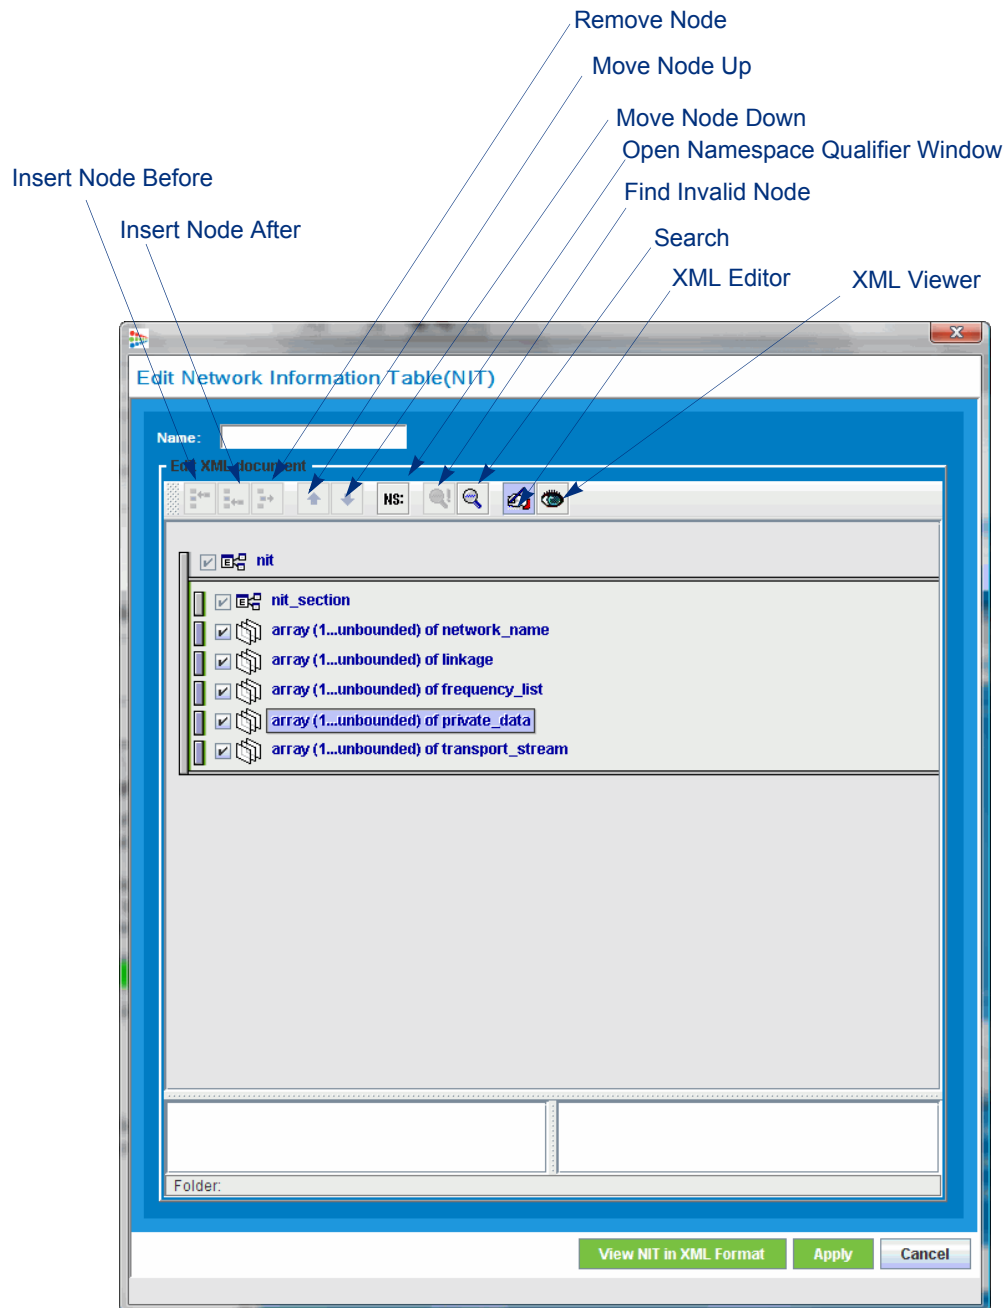 Remove Node
Move Node Up
Move Node Down
Open Namespace Qualifier Window
Insert Node Before
Find Invalid Node
Insert Node After
Search
XML Editor
XML Viewer
Edit Network Information Table(NIT)
Name:
Edit XML document
NS:
nit
nit_section
array (1...unbounded) of network_name
array (1...unbounded) of linkage
array (1...unbounded) of frequency_list
array (1...unbounded) of private_data
array (1...unbounded) of transport_stream
Folder:
View NIT in XML Format
Apply
Cancel